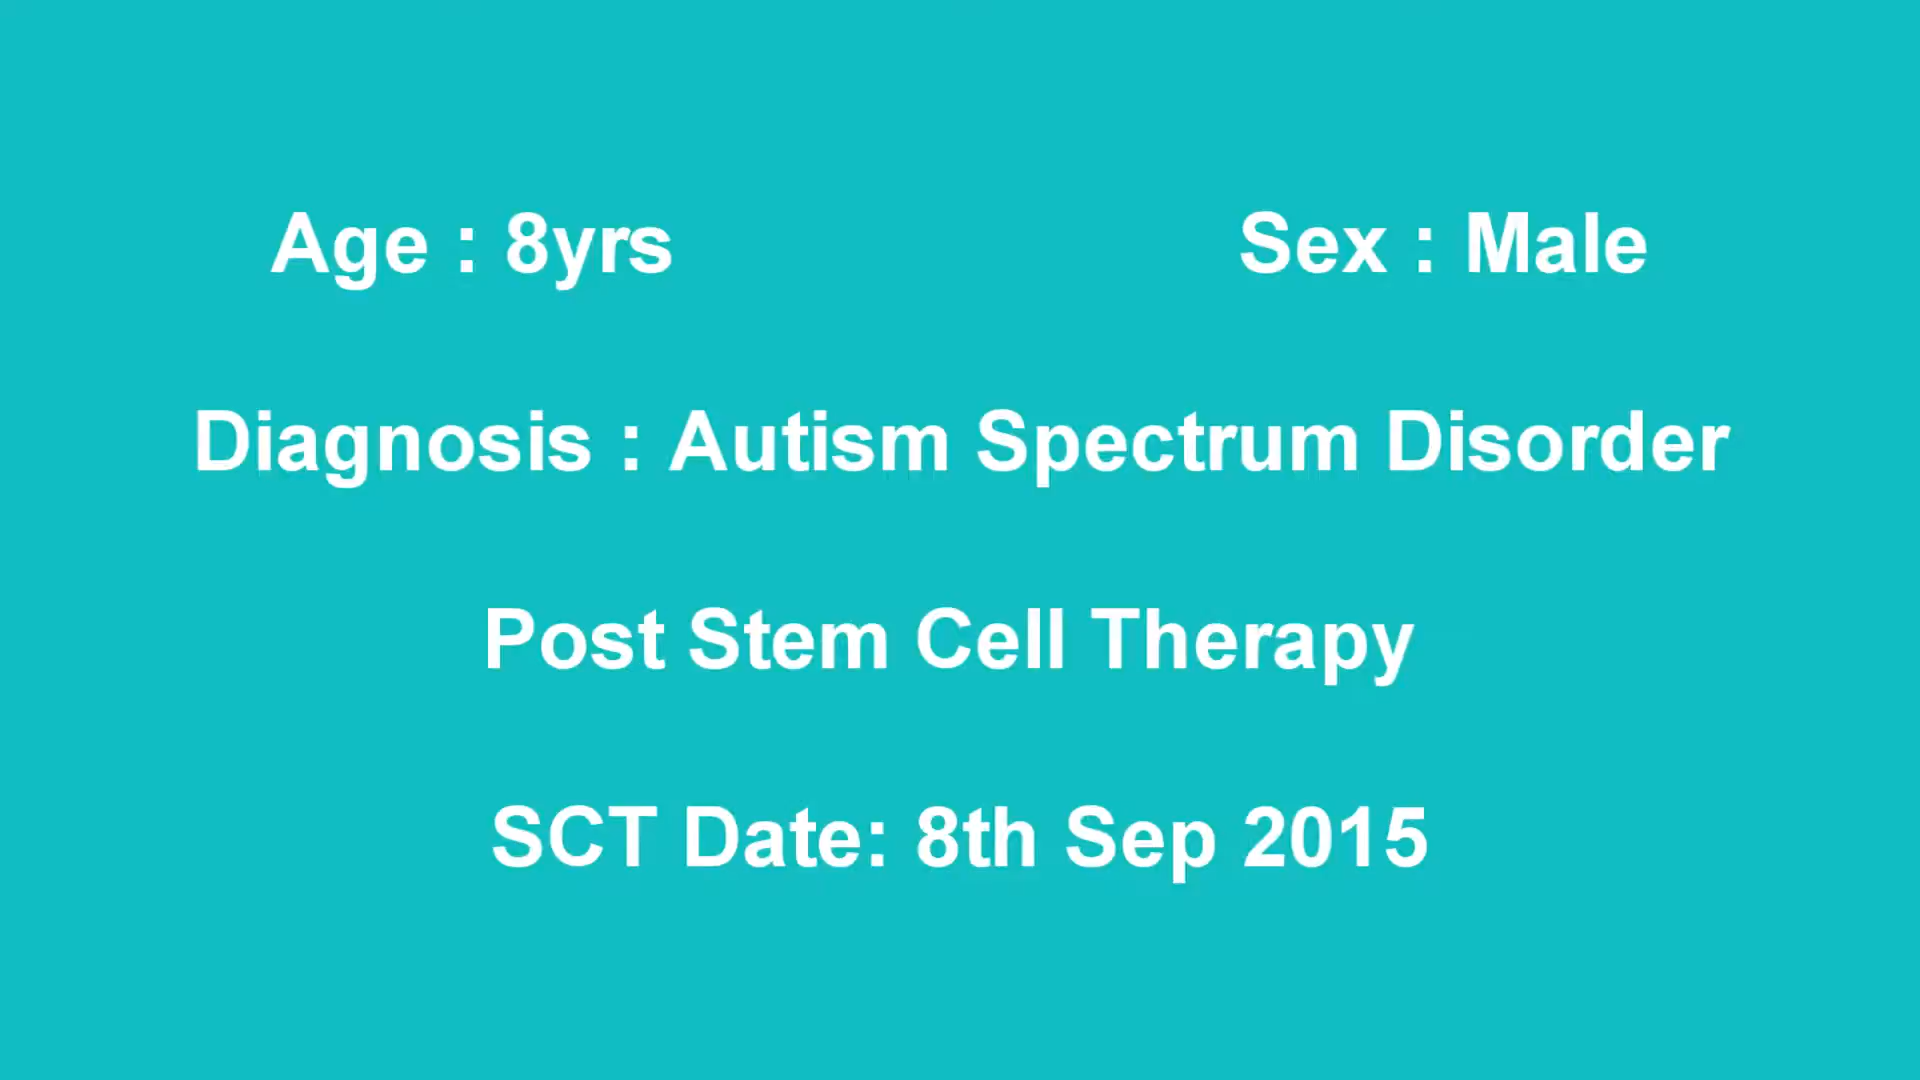 Age : 8yrs Sex : Male
Diagnosis : Autism Spectrum Disorder
Post Stem Cell Therapy
SCT Date: 8th Sep 2015